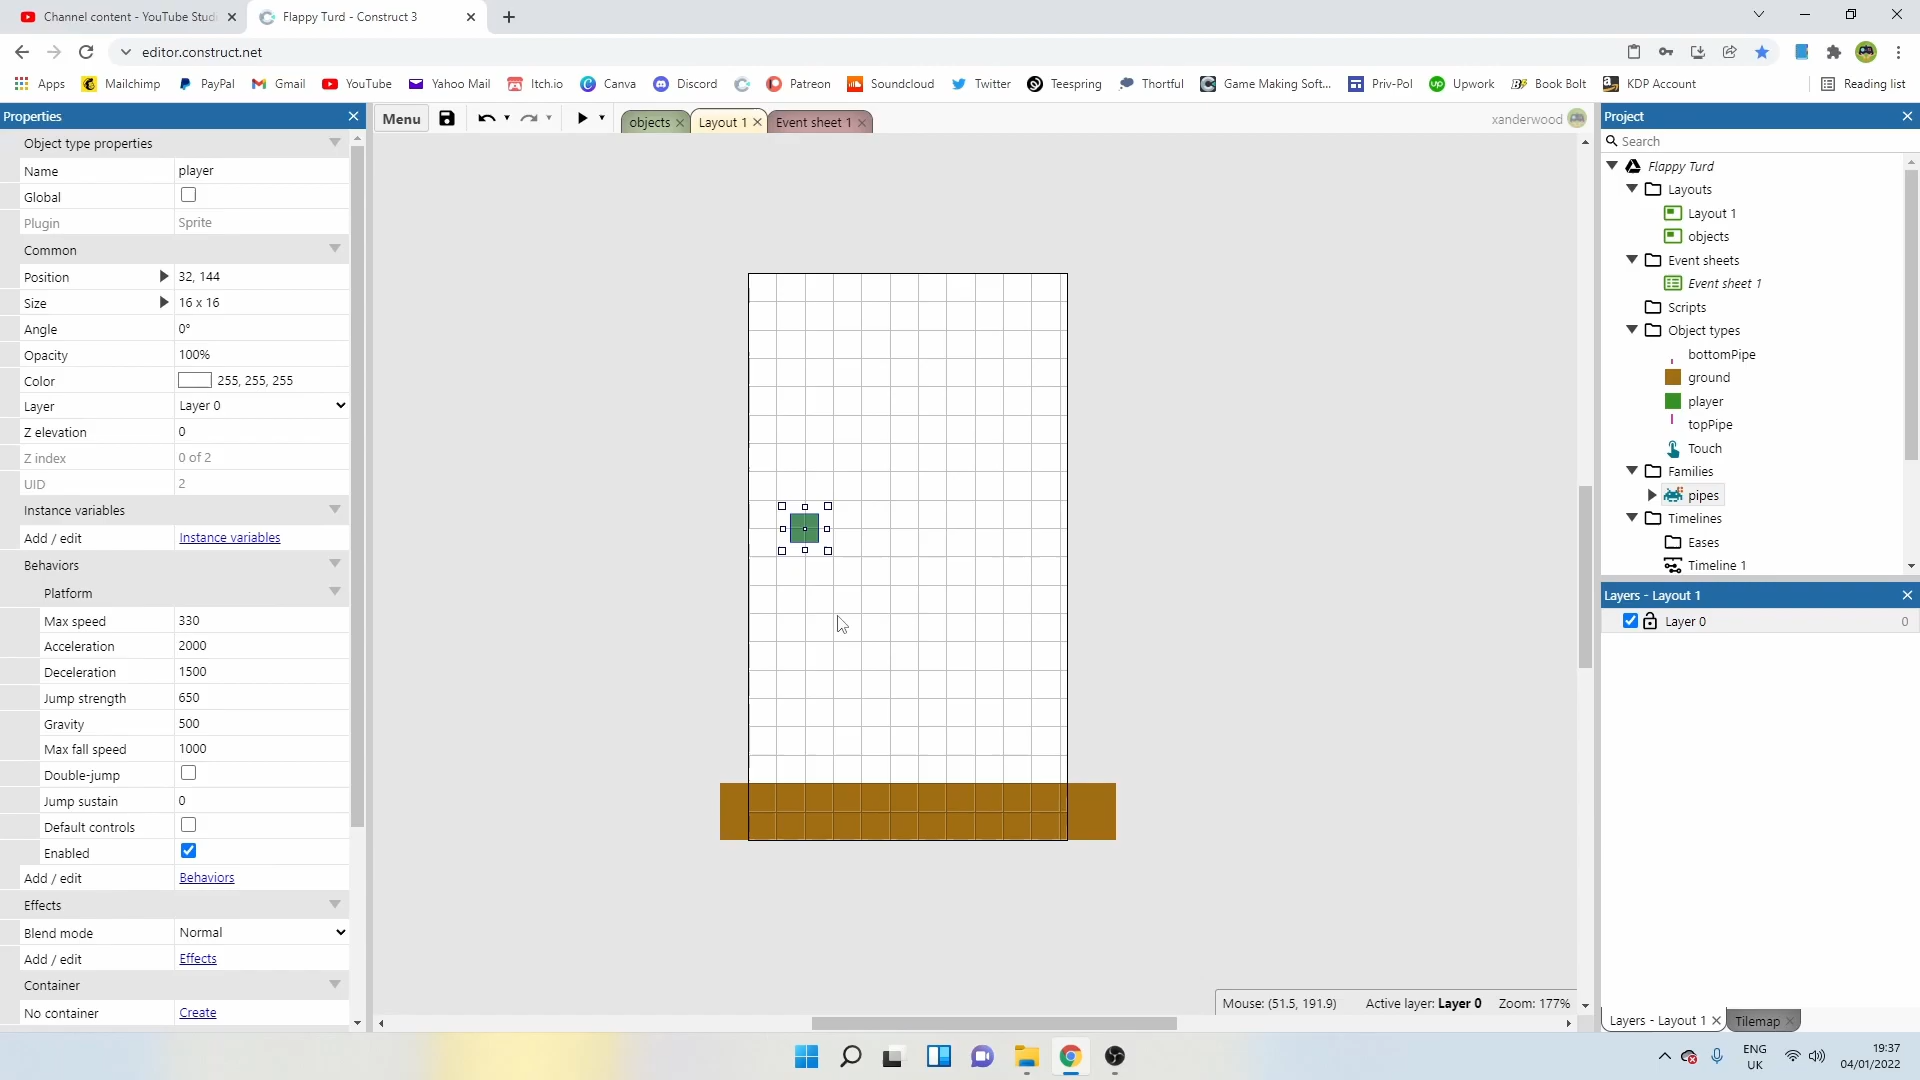 Channel content - YouTube Stud
Flappy Turd - Construct 3
editor.construct.net
Apps Mailchimp PayPal Gmail YouTube Yahoo Mail Itch.io Canva Discord Patreon Soundcloud Twitter Teespring Thortful Game Making Soft... Priv-Pol Upwork Book Bolt KDP Account Reading list
Properties
Object type properties
Name player
Global
Plugin Sprite
Common
Position 32, 144
Size 16 x 16
Angle 0°
Opacity 100%
Color 255, 255, 255
Layer Layer 0
Z elevation 0
Z index 0 of 2
UID 2
Instance variables
Add / edit Instance variables
Behaviors
Platform
Max speed 330
Acceleration 2000
Deceleration 1500
Jump strength 650
Gravity 500
Max fall speed 1000
Double-jump
Jump sustain 0
Default controls
Enabled
Add / edit Behaviors
Effects
Blend mode Normal
Add / edit Effects
Container
No container Create
Menu
objects
Layout 1
Event sheet 1
xanderwood
Mouse: (51.5, 191.9) Active layer: Layer 0 Zoom: 177%
Project
Search
Flappy Turd
Layouts
Layout 1
objects
Event sheets
Event sheet 1
Scripts
Object types
bottomPipe
ground
player
topPipe
Touch
Families
pipes
Timelines
Eases
Timeline 1
Layers - Layout 1
Layer 0 0
Layers - Layout 1
Tilemap
ENG
UK
19:37
04/01/2022